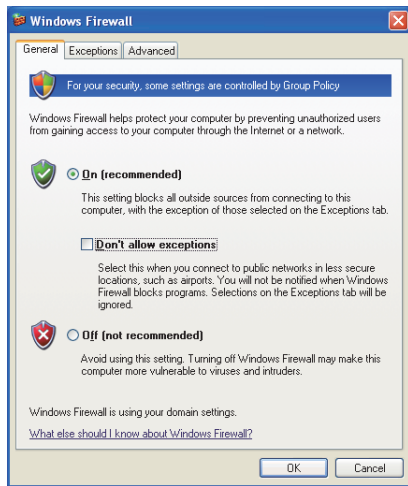 Windows Firewall
General Exceptions Advanced
For your security, some settings are controlled by Group Policy
Windows Firewall helps protect your computer by preventing unauthorized users
from gaining access to your computer through the Internet or a network.
On (recommended)
This setting blocks all outside sources from connecting to this
computer, with the exception of those selected on the Exceptions tab.
Don't allow exceptions
Select this when you connect to public networks in less secure
locations, such as airports. You will not be notified when Windows
Firewall blocks programs. Selections on the Exceptions tab will be
ignored.
Off (not recommended)
Avoid using this setting. Turning off Windows Firewall may make this
computer more vulnerable to viruses and intruders.
Windows Firewall is using your domain settings.
What else should I know about Windows Firewall?
OK Cancel